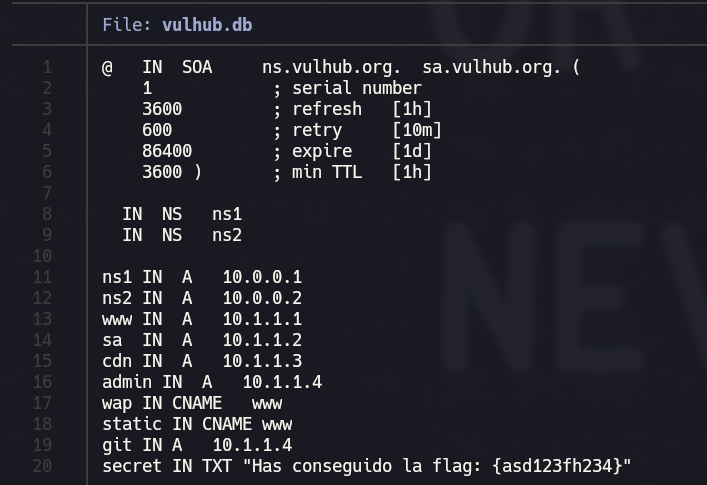 File: vulhub.db
1 @ IN SOA ns.vulhub.org. sa.vulhub.org. (
2 1 ; serial number
3 3600 ; refresh [1h]
4 600 ; retry [10m]
5 86400 ; expire [1d]
6 3600 ) ; min TTL [1h]
7
8 IN NS ns1
9 IN NS ns2
10
11 ns1 IN A 10.0.0.1
12 ns2 IN A 10.0.0.2
13 www IN A 10.1.1.1
14 sa IN A 10.1.1.2
15 cdn IN A 10.1.1.3
16 admin IN A 10.1.1.4
17 wap IN CNAME www
18 static IN CNAME www
19 git IN A 10.1.1.4
20 secret IN TXT "Has conseguido la flag: {asd123fh234}"